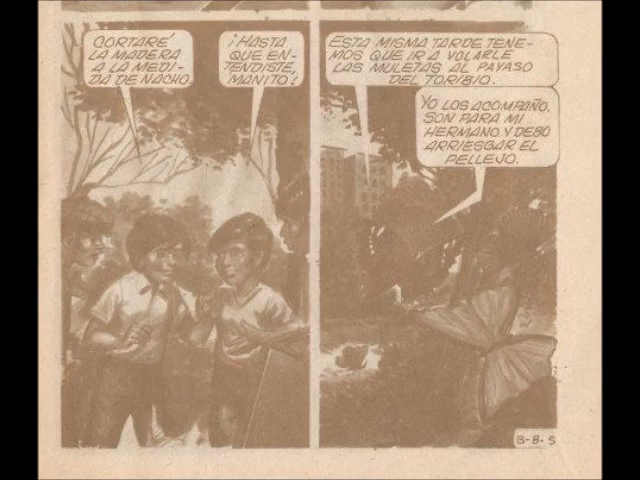 CORTARÉ
LA MADERA
A LA MEDI-
DA DE NACHO.
¡HASTA
QUE EN-
TENDISTE,
MANITO!
ESTA MISMA TARDE TENE-
MOS QUE IR A VOLARLE
LAS MULETAS AL PAYASO
DEL TORIBIO.
YO LOS ACOMPAÑO.
SON PARA MI
HERMANO Y DEBO
ARRIESGAR EL
PELLEJO.
B-8-5